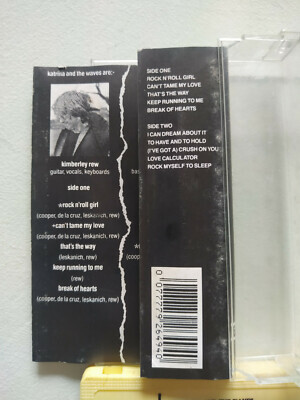 katrina and the waves are:-
kimberley rew
guitar, vocals, keyboards
side one
rock n'roll girl
(cooper, de la cruz, leskanich, rew)
+can't tame my love
(cooper, de la cruz, leskanich, rew)
that's the way
(leskanich, rew)
keep running to me
(rew)
break of hearts
(cooper, de la cruz, leskanich, rew)
SIDE ONE
ROCK N'ROLL GIRL
CAN'T TAME MY LOVE
THAT'S THE WAY
KEEP RUNNING TO ME
BREAK OF HEARTS
SIDE TWO
I CAN DREAM ABOUT IT
TO HAVE AND TO HOLD
(I'VE GOT A) CRUSH ON YOU
LOVE CALCULATOR
ROCK MYSELF TO SLEEP